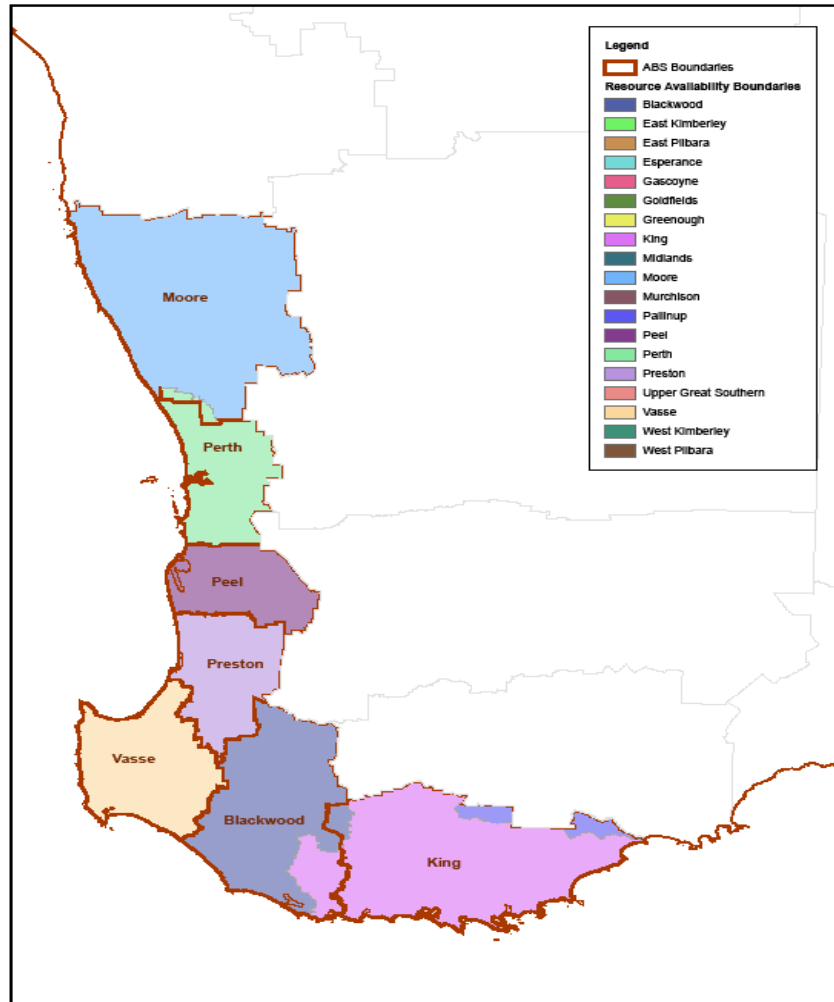 Legend
ABS Boundaries
Resource Availability Boundaries
Blackwood
East Kimberley
East Pilbara
Esperance
Gascoyne
Goldfields
Greenough
King
Midlands
Moore
Murchison
Pallinup
Peel
Perth
Preston
Upper Great Southern
Vasse
West Kimberley
West Pilbara
Moore
Perth
Peel
Preston
Vasse
Blackwood
King